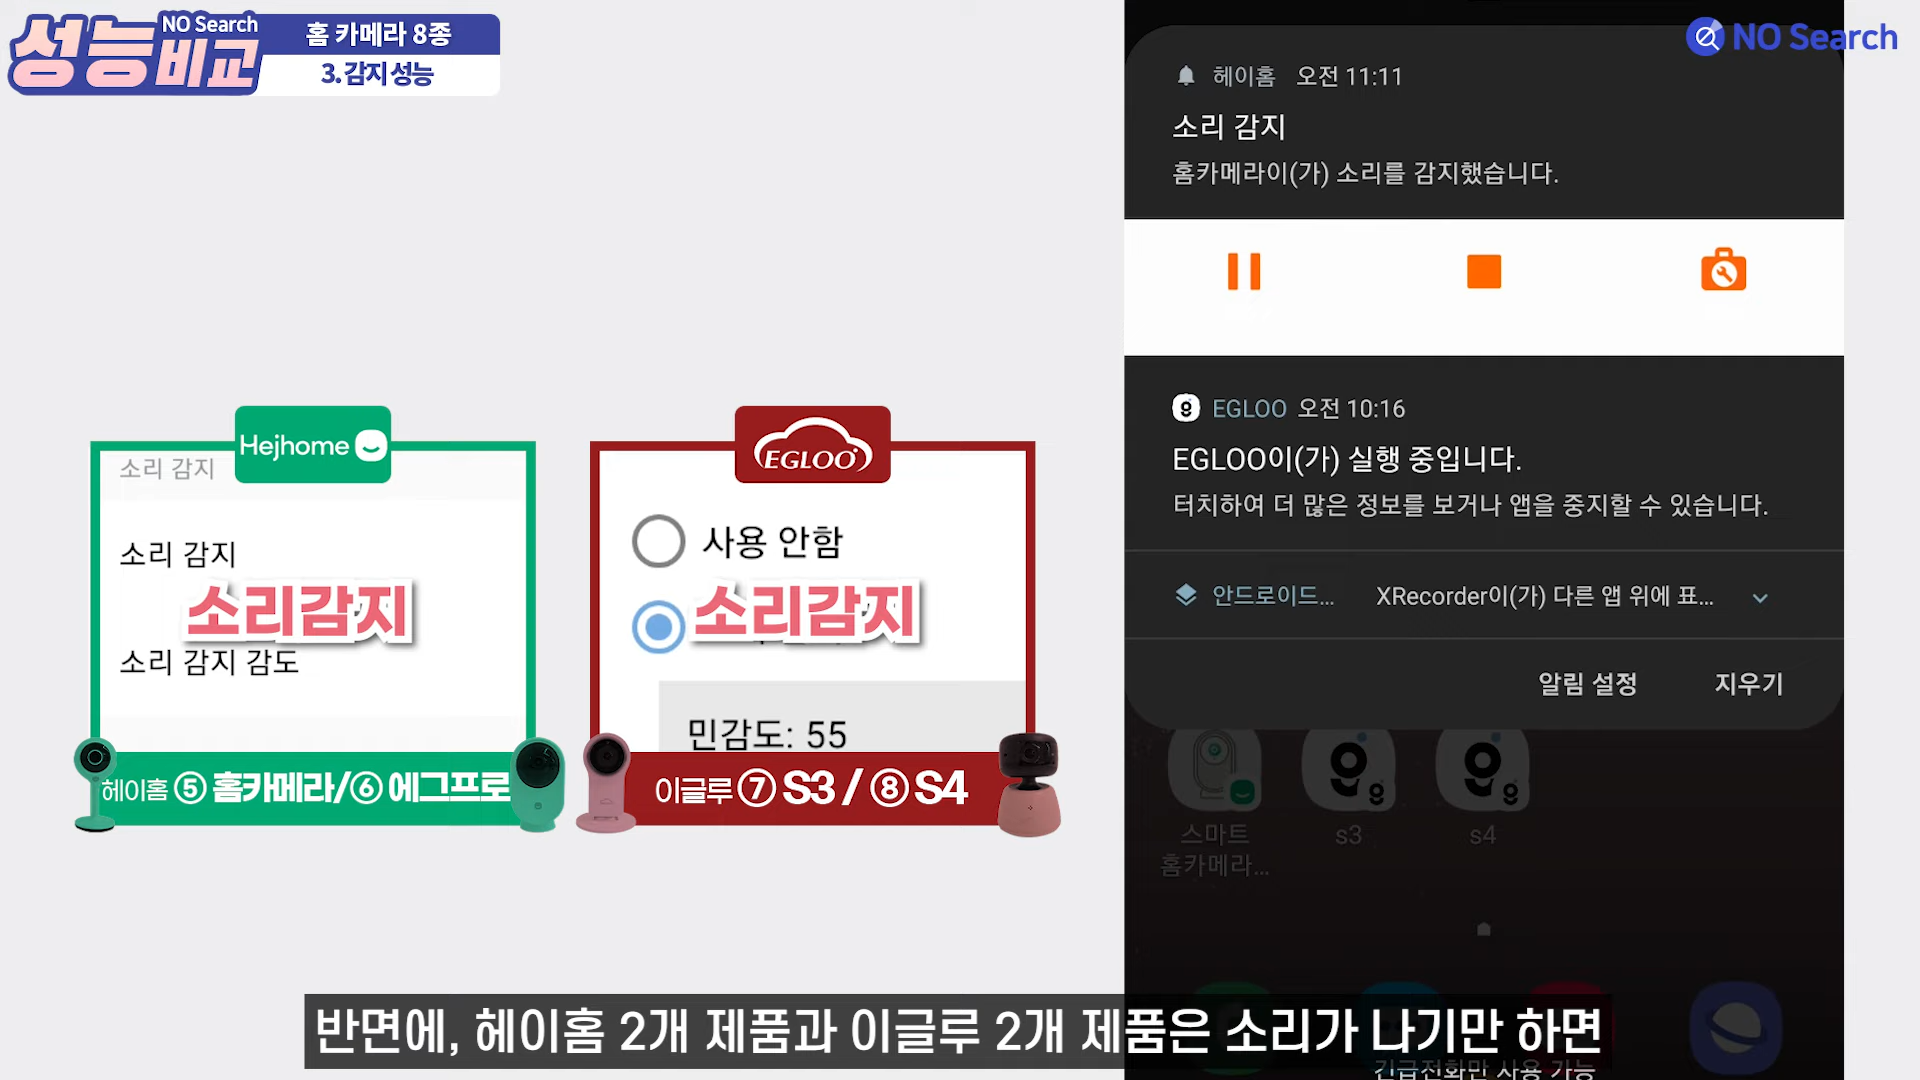 성능비교
NO Search
홈 카메라 8종
3.감지 성능
NO Search
헤이홈 오전 11:11
소리 감지
홈카메라이(가) 소리를 감지했습니다.
EGLOO 오전 10:16
EGLOO이(가) 실행 중입니다.
터치하여 더 많은 정보를 보거나 앱을 중지할 수 있습니다.
안드로이드... XRecorder이(가) 다른 앱 위에 표...
알림 설정 지우기
스마트
홈카메라...
s3
s4
Hejhome
소리 감지
소리 감지
소리감지
소리 감지 감도
헤이홈 ⑤ 홈카메라/⑥ 에그프로
EGLOO
사용 안함
소리감지
민감도: 55
이글루 ⑦ S3 / ⑧ S4
반면에, 헤이홈 2개 제품과 이글루 2개 제품은 소리가 나기만 하면
긴급전화만 사용 가능